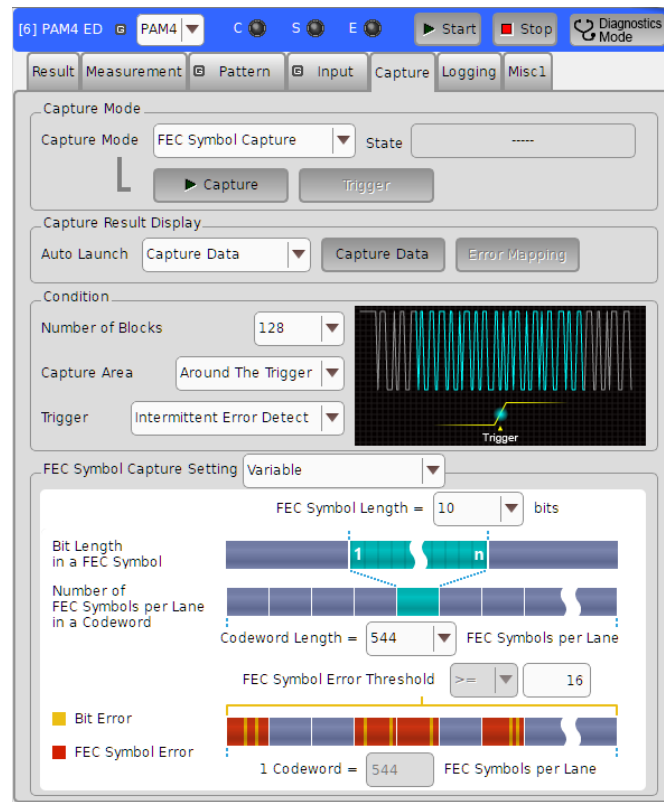 [6] PAM4 ED G PAM4 C S E Start Stop Diagnostics Mode
Result Measurement G Pattern G Input Capture Logging Misc1
Capture Mode
Capture Mode FEC Symbol Capture State -----
Capture Trigger
Capture Result Display
Auto Launch Capture Data Capture Data Error Mapping
Condition
Number of Blocks 128
Capture Area Around The Trigger
Trigger Intermittent Error Detect
Trigger
FEC Symbol Capture Setting Variable
FEC Symbol Length = 10 bits
Bit Length
in a FEC Symbol
1 n
Number of
FEC Symbols per Lane
in a Codeword
Codeword Length = 544 FEC Symbols per Lane
FEC Symbol Error Threshold >= 16
Bit Error
FEC Symbol Error
1 Codeword = 544 FEC Symbols per Lane